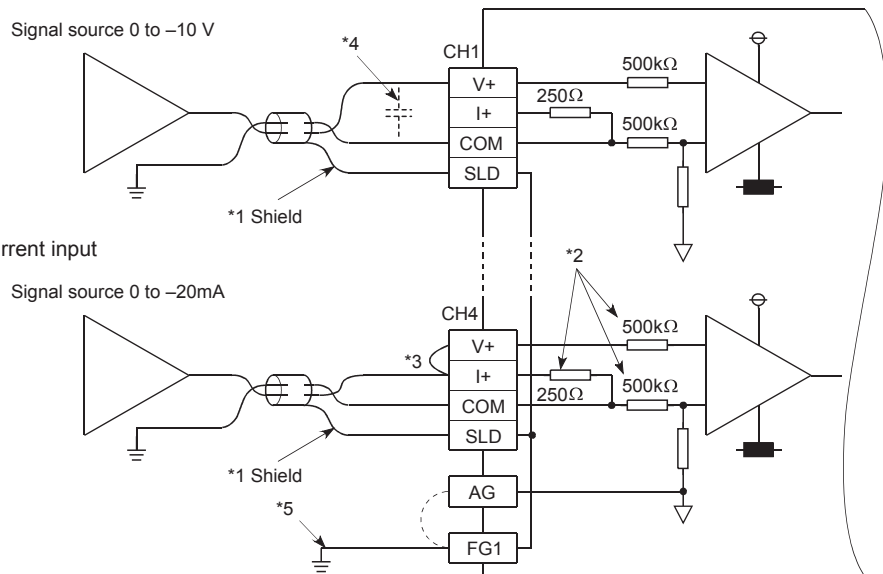 Signal source 0 to –10 V
*4
CH1
V+
I+
COM
SLD
500kΩ
250Ω
500kΩ
*1 Shield
rrent input
Signal source 0 to –20mA
*2
CH4
*3
V+
I+
COM
SLD
500kΩ
250Ω
500kΩ
*1 Shield
AG
*5
FG1